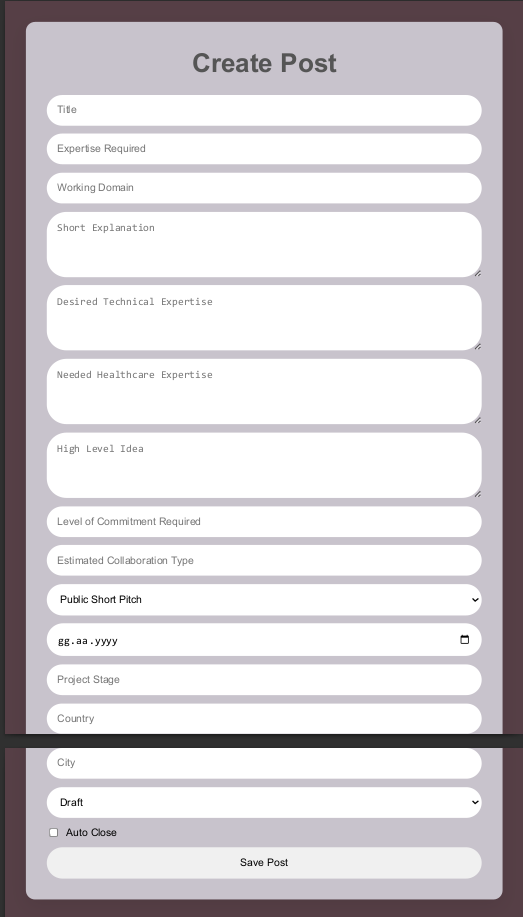 Create Post
Title
Expertise Required
Working Domain
Short Explanation
Desired Technical Expertise
Needed Healthcare Expertise
High Level Idea
Level of Commitment Required
Estimated Collaboration Type
Public Short Pitch
gg.aa.yyyy
Project Stage
Country
City
Draft
Auto Close
Save Post